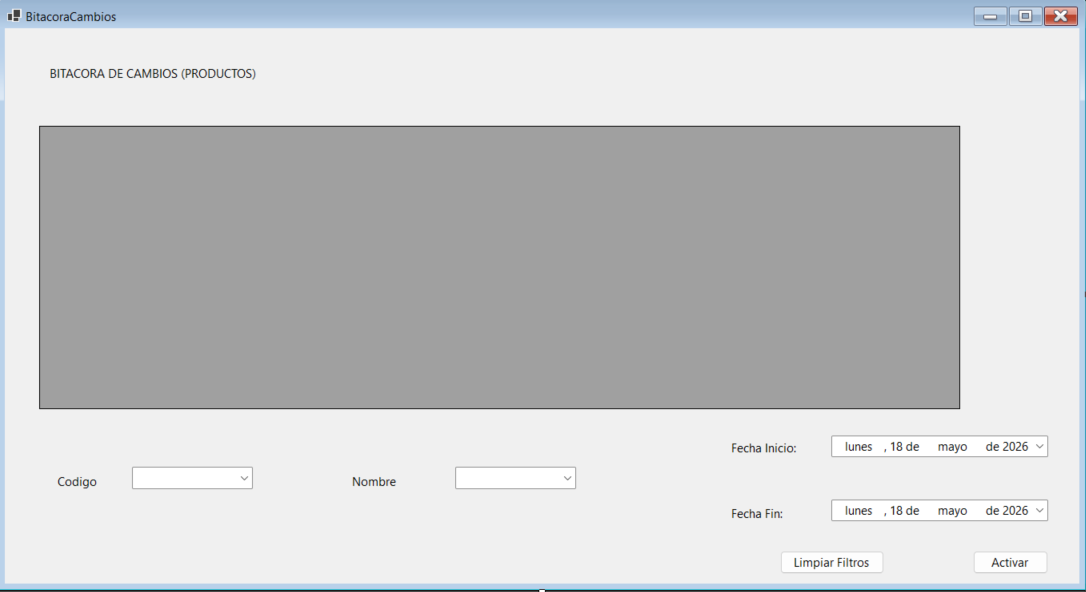 BitacoraCambios
BITACORA DE CAMBIOS (PRODUCTOS)
Fecha Inicio: lunes , 18 de mayo de 2026
Codigo Nombre
Fecha Fin: lunes , 18 de mayo de 2026
Limpiar Filtros Activar